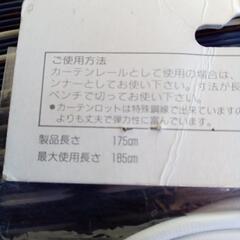 ご使用方法
カーテンレールとして使用の場合は、
ンナーとしてお使い下さい。寸法が長
ペンチで切ってお使い下さい。
●カーテンロットは特殊鋼線で出来ていますの
よりも丈夫で弾力性に富んでいます。
製品長さ 175cm
最大使用長さ 185cm